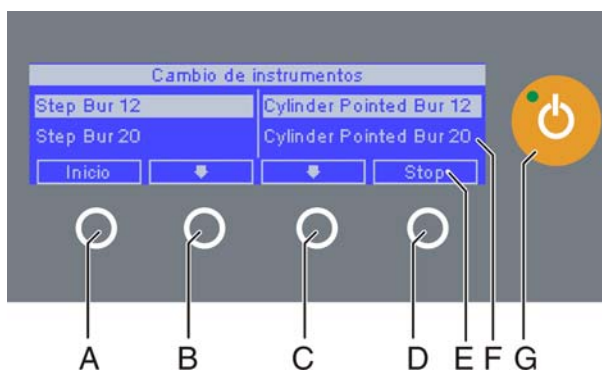 Cambio de instrumentos
Step Bur 12 Cylinder Pointed Bur 12
Step Bur 20 Cylinder Pointed Bur 20
Inicio Stop
A B C D E F G